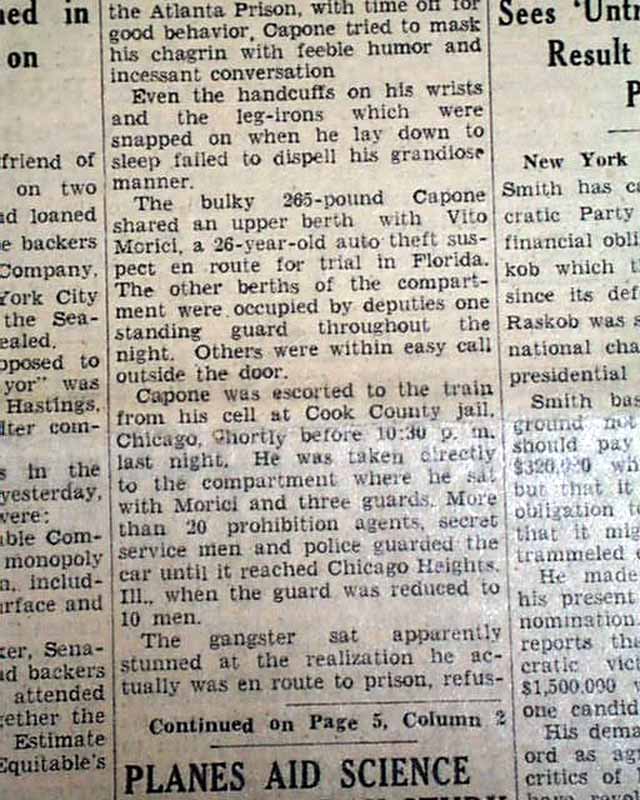 ed in
on
friend of
on two
d loaned
e backers
Company.
York City
the Sea-
ealed.
pposed to
yor" was
Hastings,
lter com-
s in the
yesterday,
were:
ble Com-
monopoly
n, includ-
rface and
ker, Sena-
d backers
attended
gether the
Estimate
Equitable's
the Atlanta Prison, with time off for
good behavior, Capone tried to mask
his chagrin with feeble humor and
incessant conversation
Even the handcuffs on his wrists
and the leg-irons which were
snapped on when he lay down to
sleep failed to dispell his grandiose
manner.
The bulky 265-pound Capone
shared an upper berth with Vito
Morici, a 26-year-old auto theft sus-
pect en route for trial in Florida.
The other berths of the compart-
ment were occupied by deputies one
standing guard throughout the
night. Others were within easy call
outside the door.
Capone was escorted to the train
from his cell at Cook County jail,
Chicago, shortly before 10:30 p. m.
last night. He was taken directly
to the compartment where he sat
with Morici and three guards. More
than 20 prohibition agents, secret
service men and police guarded the
car until it reached Chicago Heights.
Ill., when the guard was reduced to
10 men.
The gangster sat apparently
stunned at the realization he ac-
tually was en route to prison, refus-
Continued on Page 5, Column 2
PLANES AID SCIENCE
Sees 'Unt
Result
P
New York
Smith has c
cratic Party
financial obli
kob which t
since its def
Raskob was s
national cha
presidential
Smith bas
ground not
should pay
wh
but that it
obligation t
that it mig
trammeled
He made
his present
nomination.
reports tha
cratic vic
$1,500.000
one candid
His dema
ord as ag
critics of